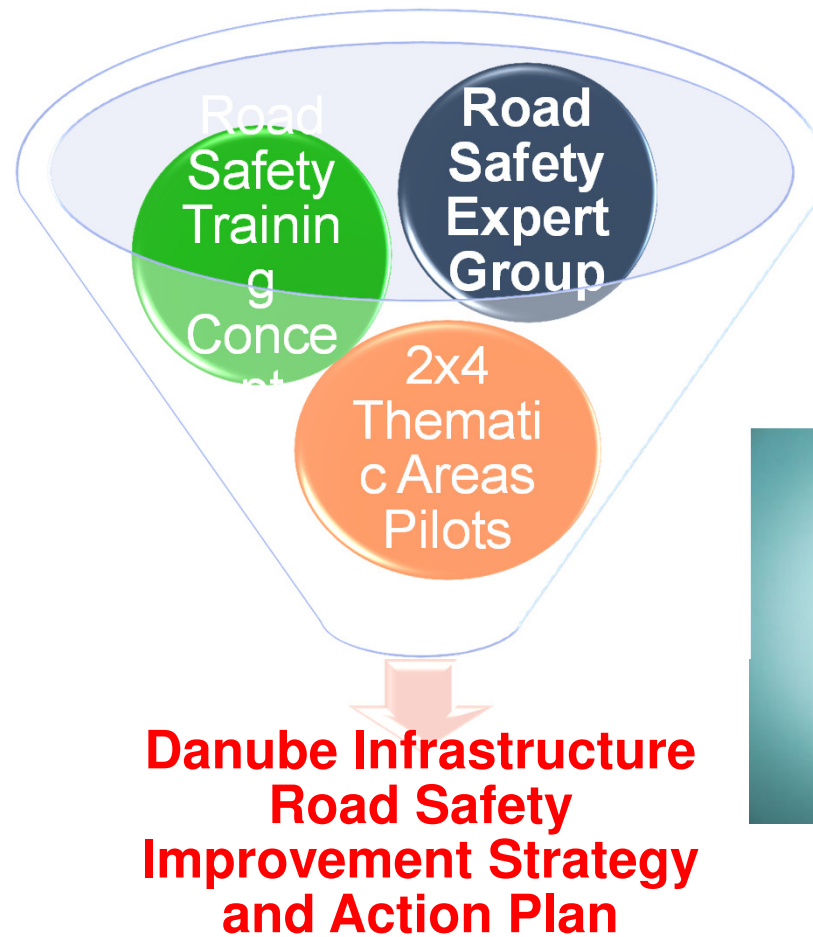 Road
Safety
Trainin
g
Conce
pt
Road
Safety
Expert
Group
2x4
Themati
c Areas
Pilots
Danube Infrastructure
Road Safety
Improvement Strategy
and Action Plan